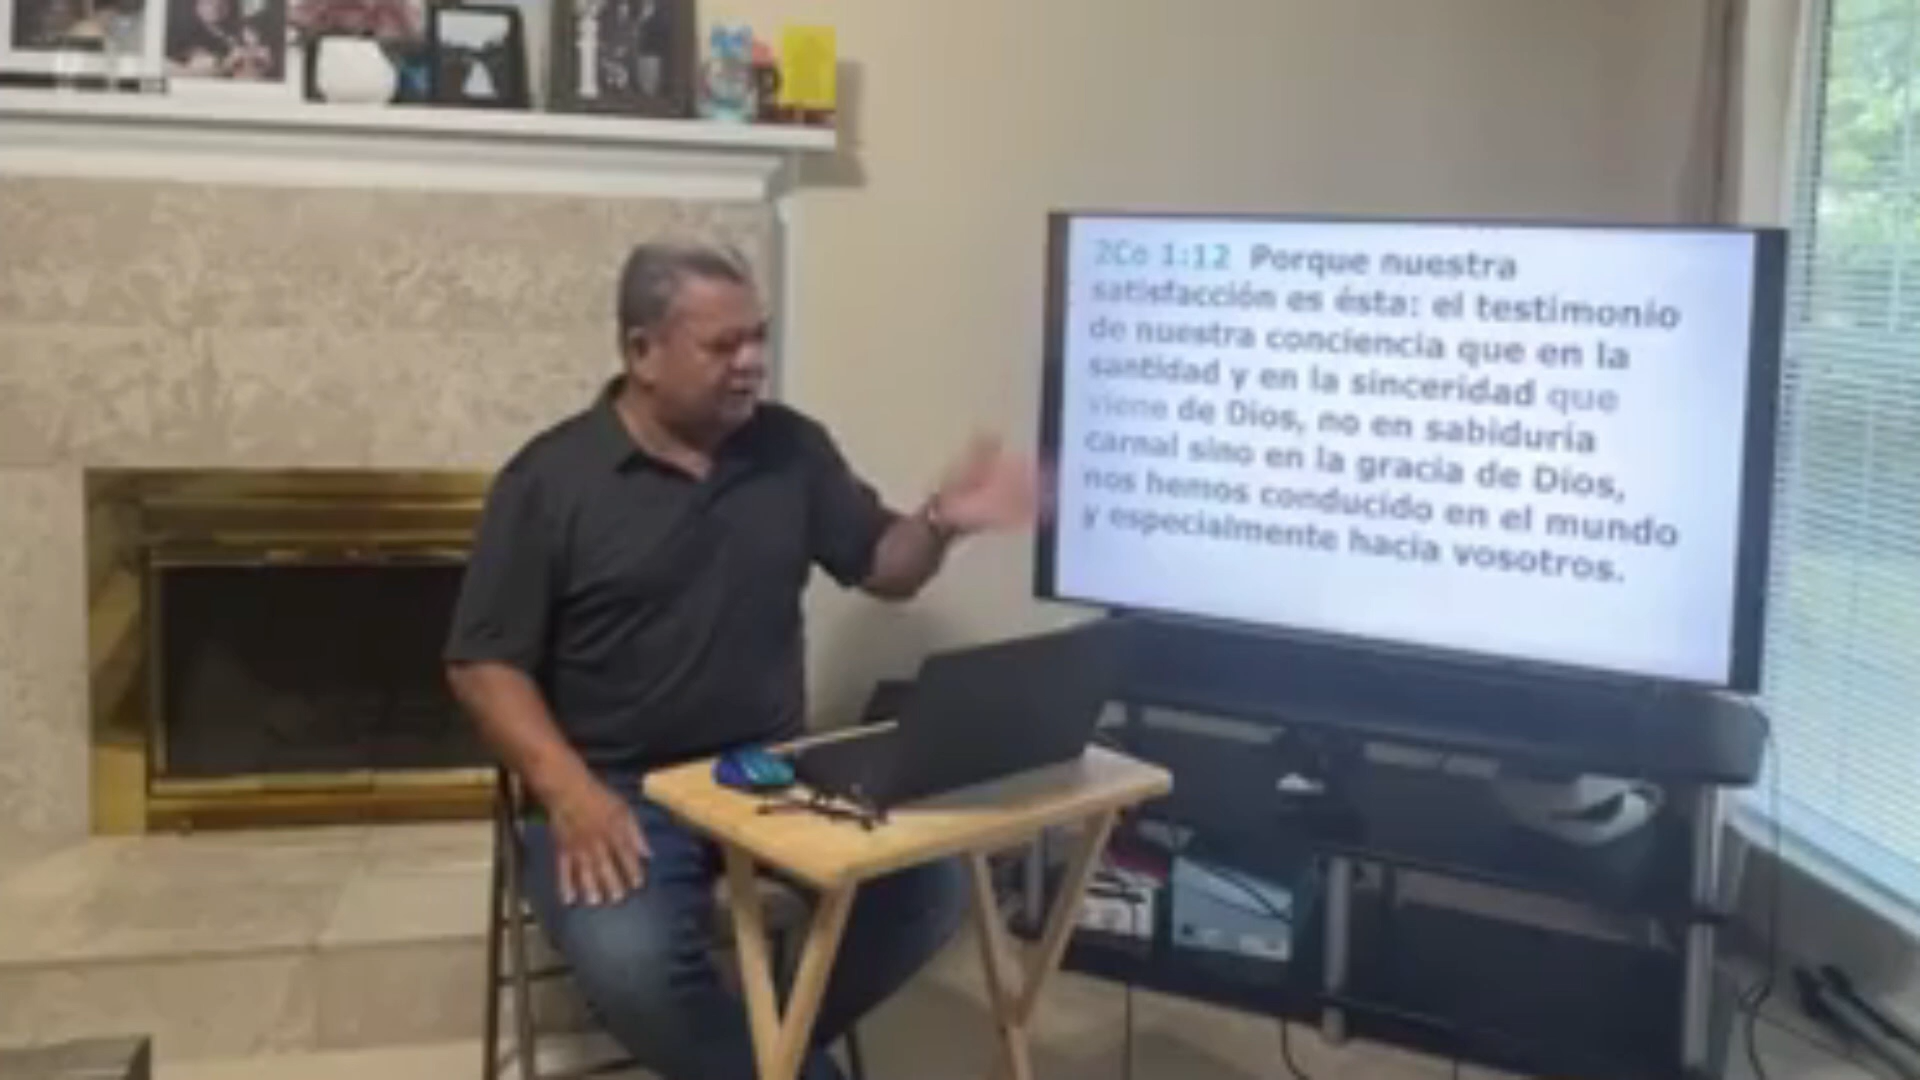 2Co 1:12 Porque nuestra
satisfacción es ésta: el testimonio
de nuestra conciencia que en la
santidad y en la sinceridad que
viene de Dios, no en sabiduría
carnal sino en la gracia de Dios,
nos hemos conducido en el mundo
y especialmente hacia vosotros.